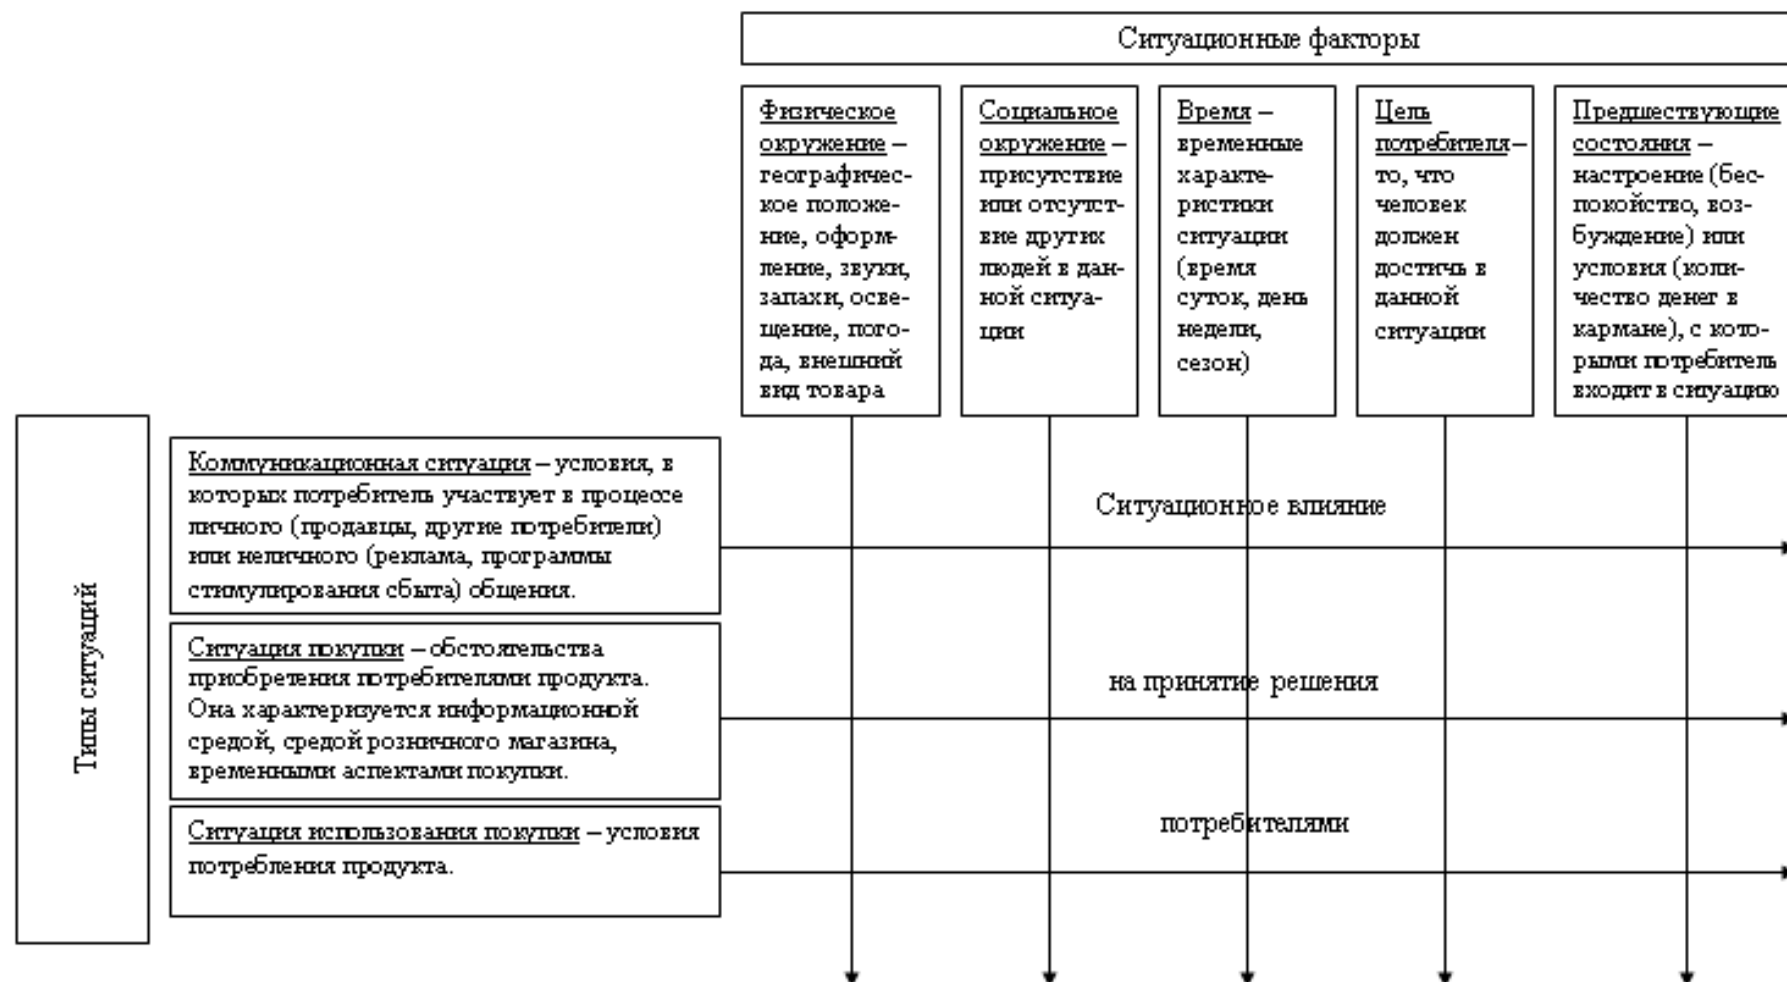 Ситуационные факторы
Физическое
окружение –
географичес-
кое положе-
ние, оформ-
ление, звуки,
запахи, осве-
щение, пого-
да, внешний
вид товара
Социальное
окружение –
присутствие
или отсутст-
вие других
людей в дан-
ной ситуа-
ции
Время –
временные
характе-
ристики
ситуации
(время
суток, день
недели,
сезон)
Цель
потребителя –
то, что
человек
должен
достичь в
данной
ситуации
Предшествующие
состояния –
настроение (бес-
покойство, воз-
буждение) или
условия (коли-
чество денег в
кармане), с кото-
рыми потребитель
входит в ситуацию
Типы ситуаций
Коммуникационная ситуация – условия, в
которых потребитель участвует в процессе
личного (продавцы, другие потребители)
или неличного (реклама, программы
стимулирования сбыта) общения.
Ситуация покупки – обстоятельства
приобретения потребителями продукта.
Она характеризуется информационной
средой, средой розничного магазина,
временными аспектами покупки.
Ситуация использования покупки – условия
потребления продукта.
Ситуационное влияние
на принятие решения
потребителями